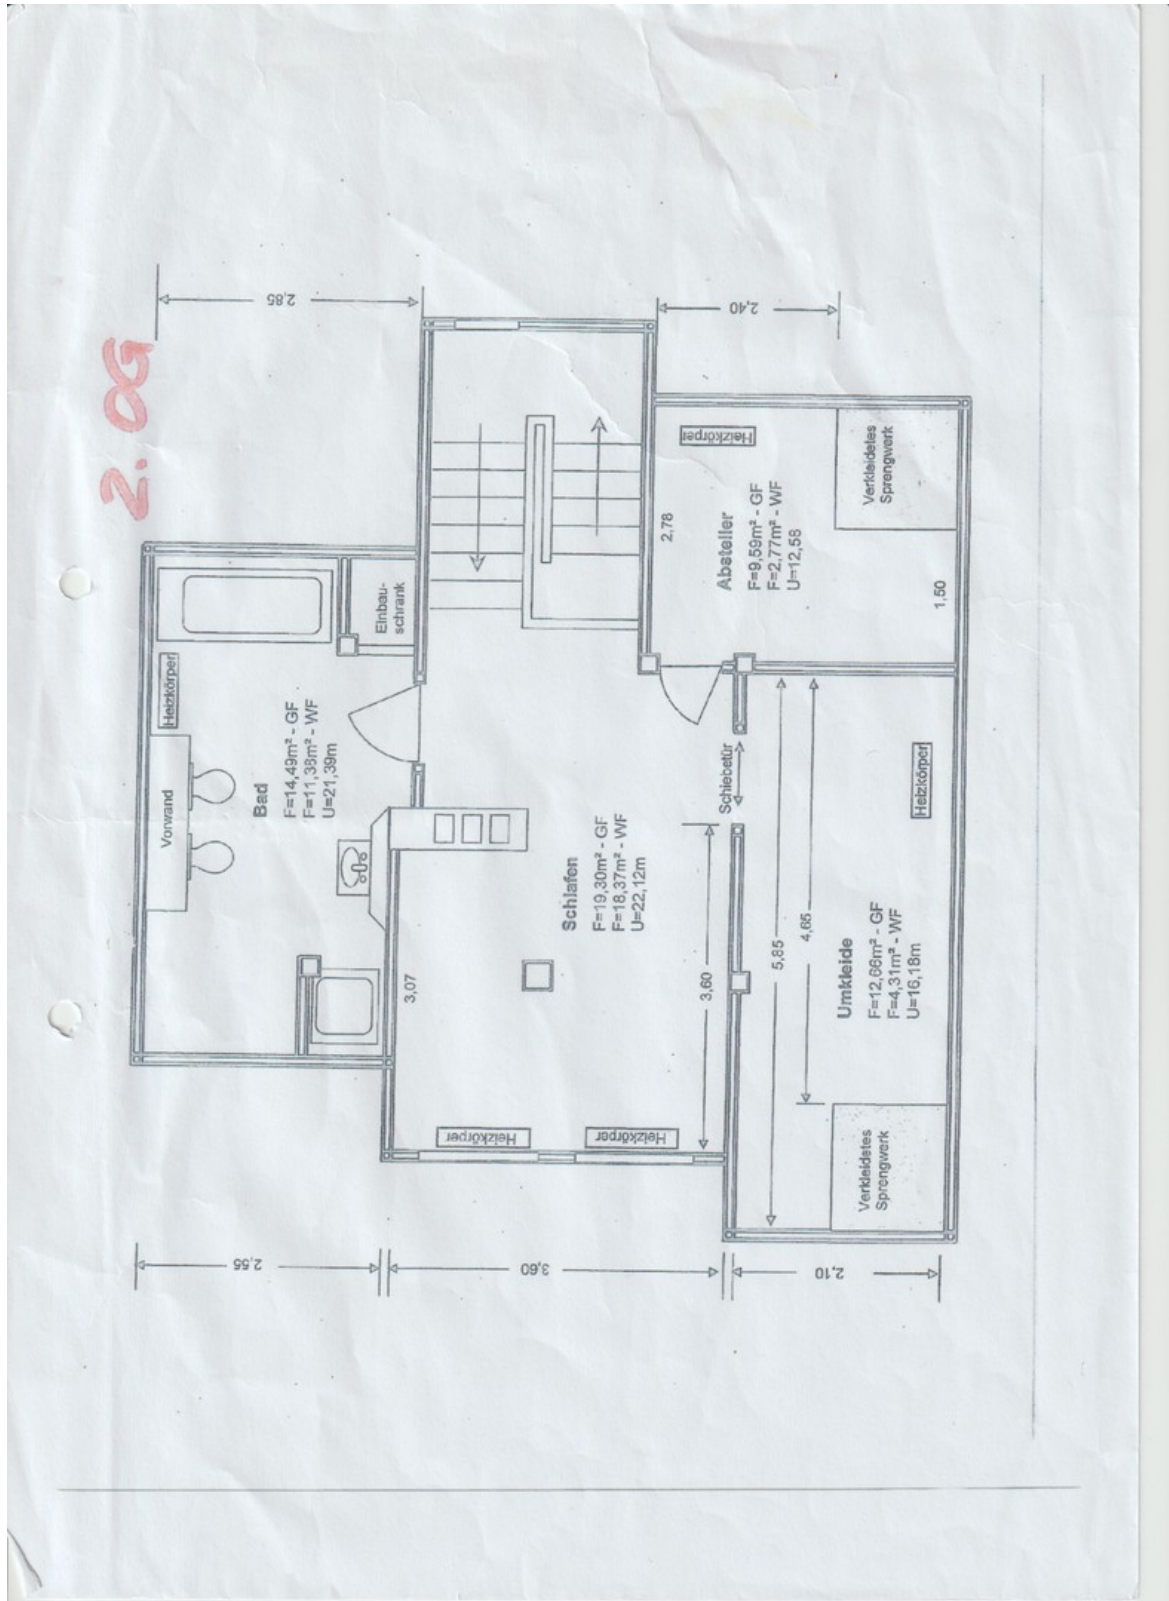 2. OG
2,85
2,40
Einbau-
schrank
Heizkörper
Vorwand
Bad
F=14,49m² - GF
F=11,38m² - WF
U=21,39m
Heizkörper
2,78
Absteller
F=9,59m² - GF
F=2,77m² - WF
U=12,58
Verkleidetes
Sprengwerk
1,50
Schiebetür
3,07
Schlafen
F=19,30m² - GF
F=18,37m² - WF
U=22,12m
3,60
Heizkörper
Heizkörper
5,85
4,65
Heizkörper
Umkleide
F=12,66m² - GF
F=4,31m² - WF
U=16,18m
Verkleidetes
Sprengwerk
2,55
3,60
2,10